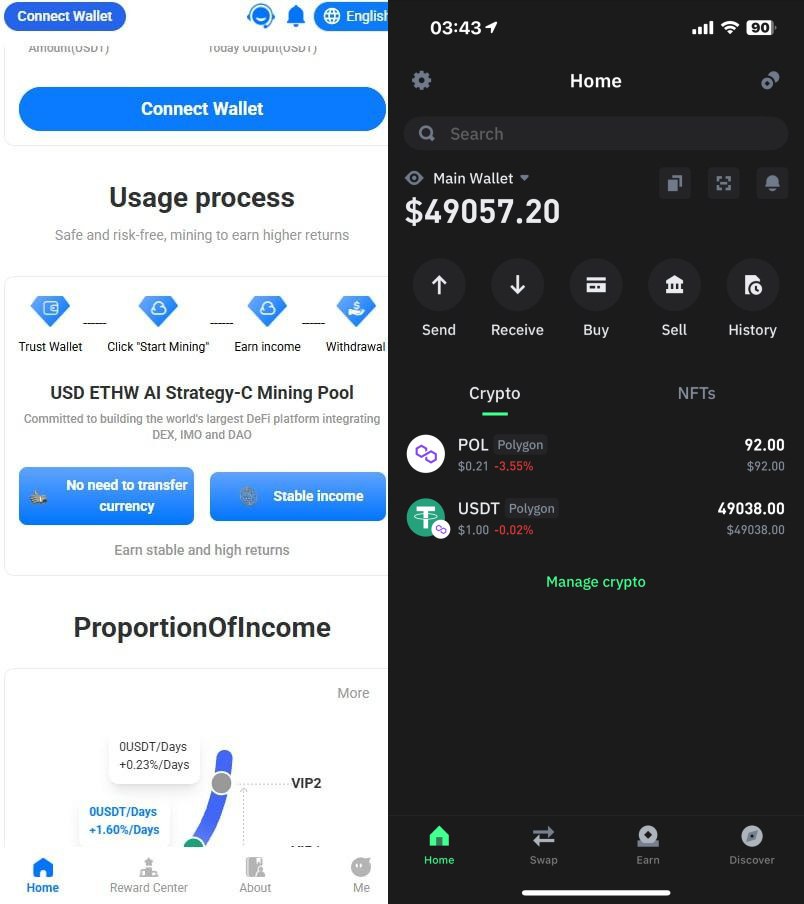 Connect Wallet
English
Amount(USDT)
Today Output(USDT)
Connect Wallet
Usage process
Safe and risk-free, mining to earn higher returns
Trust Wallet
Click "Start Mining"
Earn income
Withdrawal
USD ETHW AI Strategy-C Mining Pool
Committed to building the world's largest DeFi platform integrating
DEX, IMO and DAO
No need to transfer
currency
Stable income
Earn stable and high returns
ProportionOfIncome
More
0USDT/Days
+0.23%/Days
VIP2
0USDT/Days
+1.60%/Days
Home
Reward Center
About
Me
03:43
90
Home
Search
Main Wallet
$49057.20
Send
Receive
Buy
Sell
History
Crypto
NFTs
POL Polygon
92.00
$0.21 -3.55%
$92.00
USDT Polygon
49038.00
$1.00 -0.02%
$49038.00
Manage crypto
Home
Swap
Earn
Discover